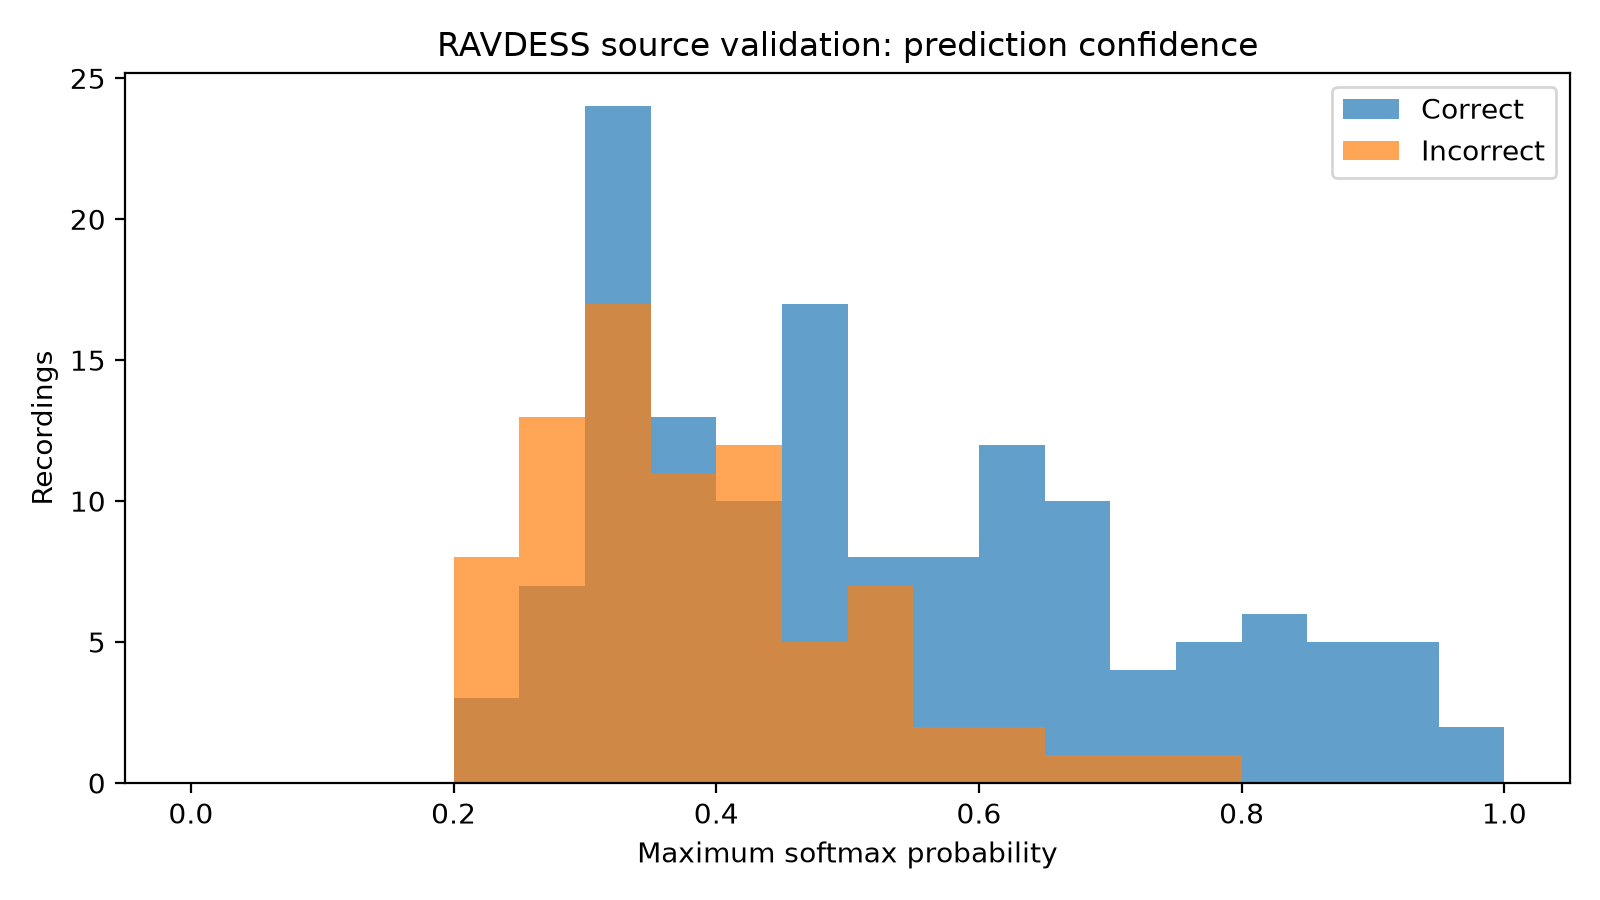 RAVDESS source validation: prediction confidence
Correct
Incorrect
Recordings
25
20
15
10
5
0
0.0 0.2 0.4 0.6 0.8 1.0
Maximum softmax probability